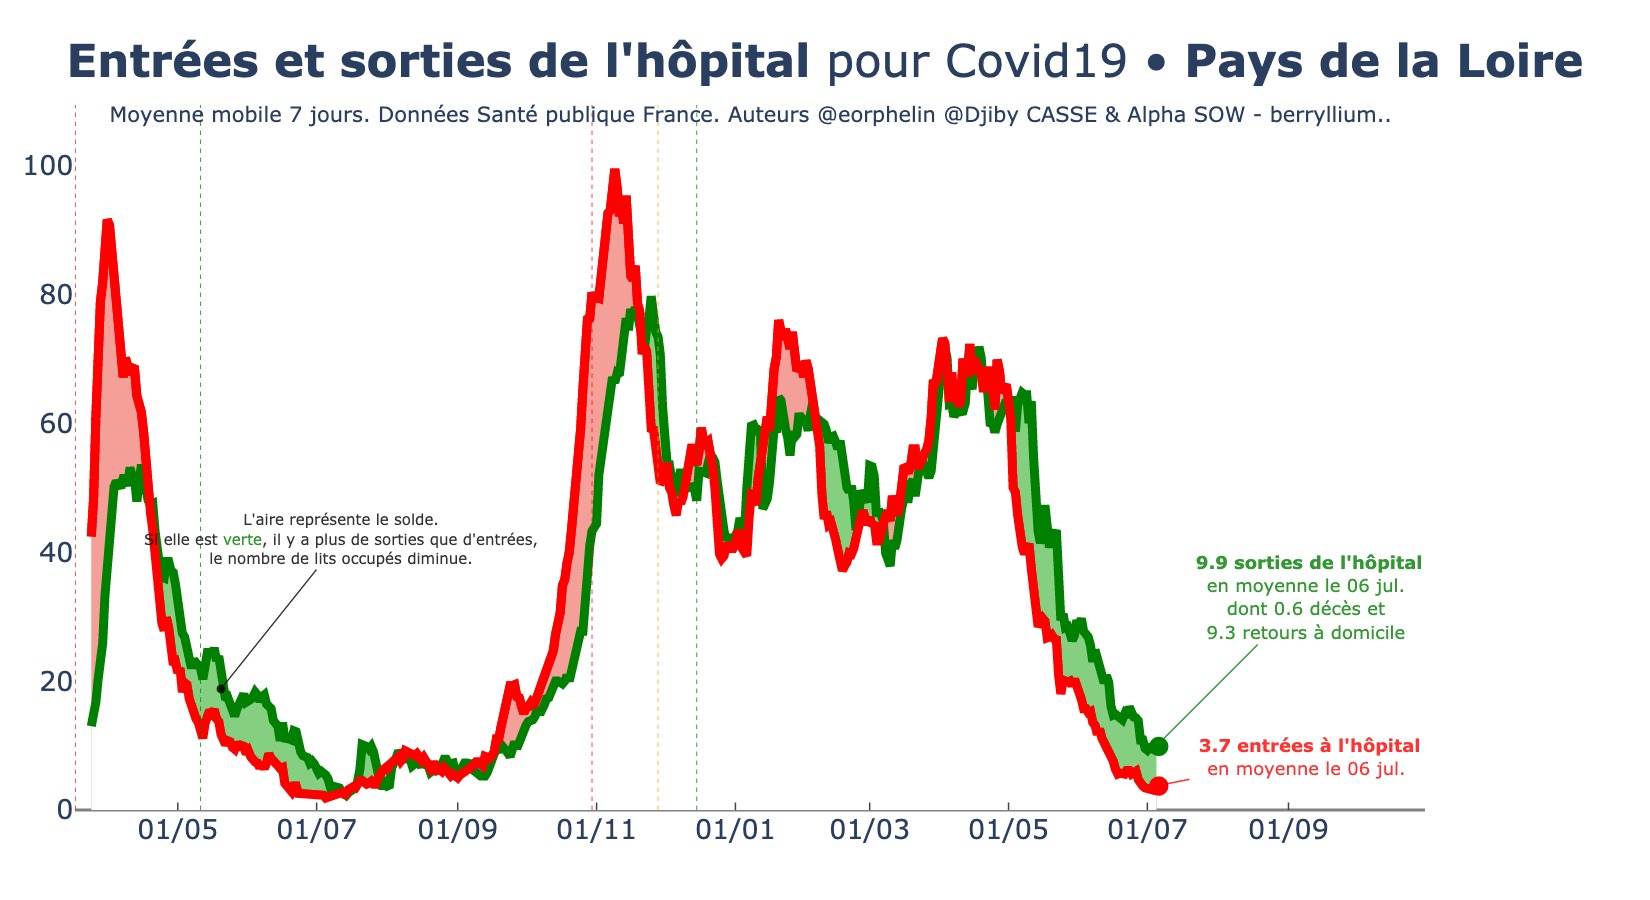 Entrées et sorties de l'hôpital pour Covid19 • Pays de la Loire
Moyenne mobile 7 jours. Données Santé publique France. Auteurs @eorphelin @Djiby CASSE & Alpha SOW - berryllium..
100
80
60
40
20
0
L'aire représente le solde.
Si elle est verte, il y a plus de sorties que d'entrées,
le nombre de lits occupés diminue.
9.9 sorties de l'hôpital
en moyenne le 06 jul.
dont 0.6 décès et
9.3 retours à domicile
3.7 entrées à l'hôpital
en moyenne le 06 jul.
01/05 01/07 01/09 01/11 01/01 01/03 01/05 01/07 01/09